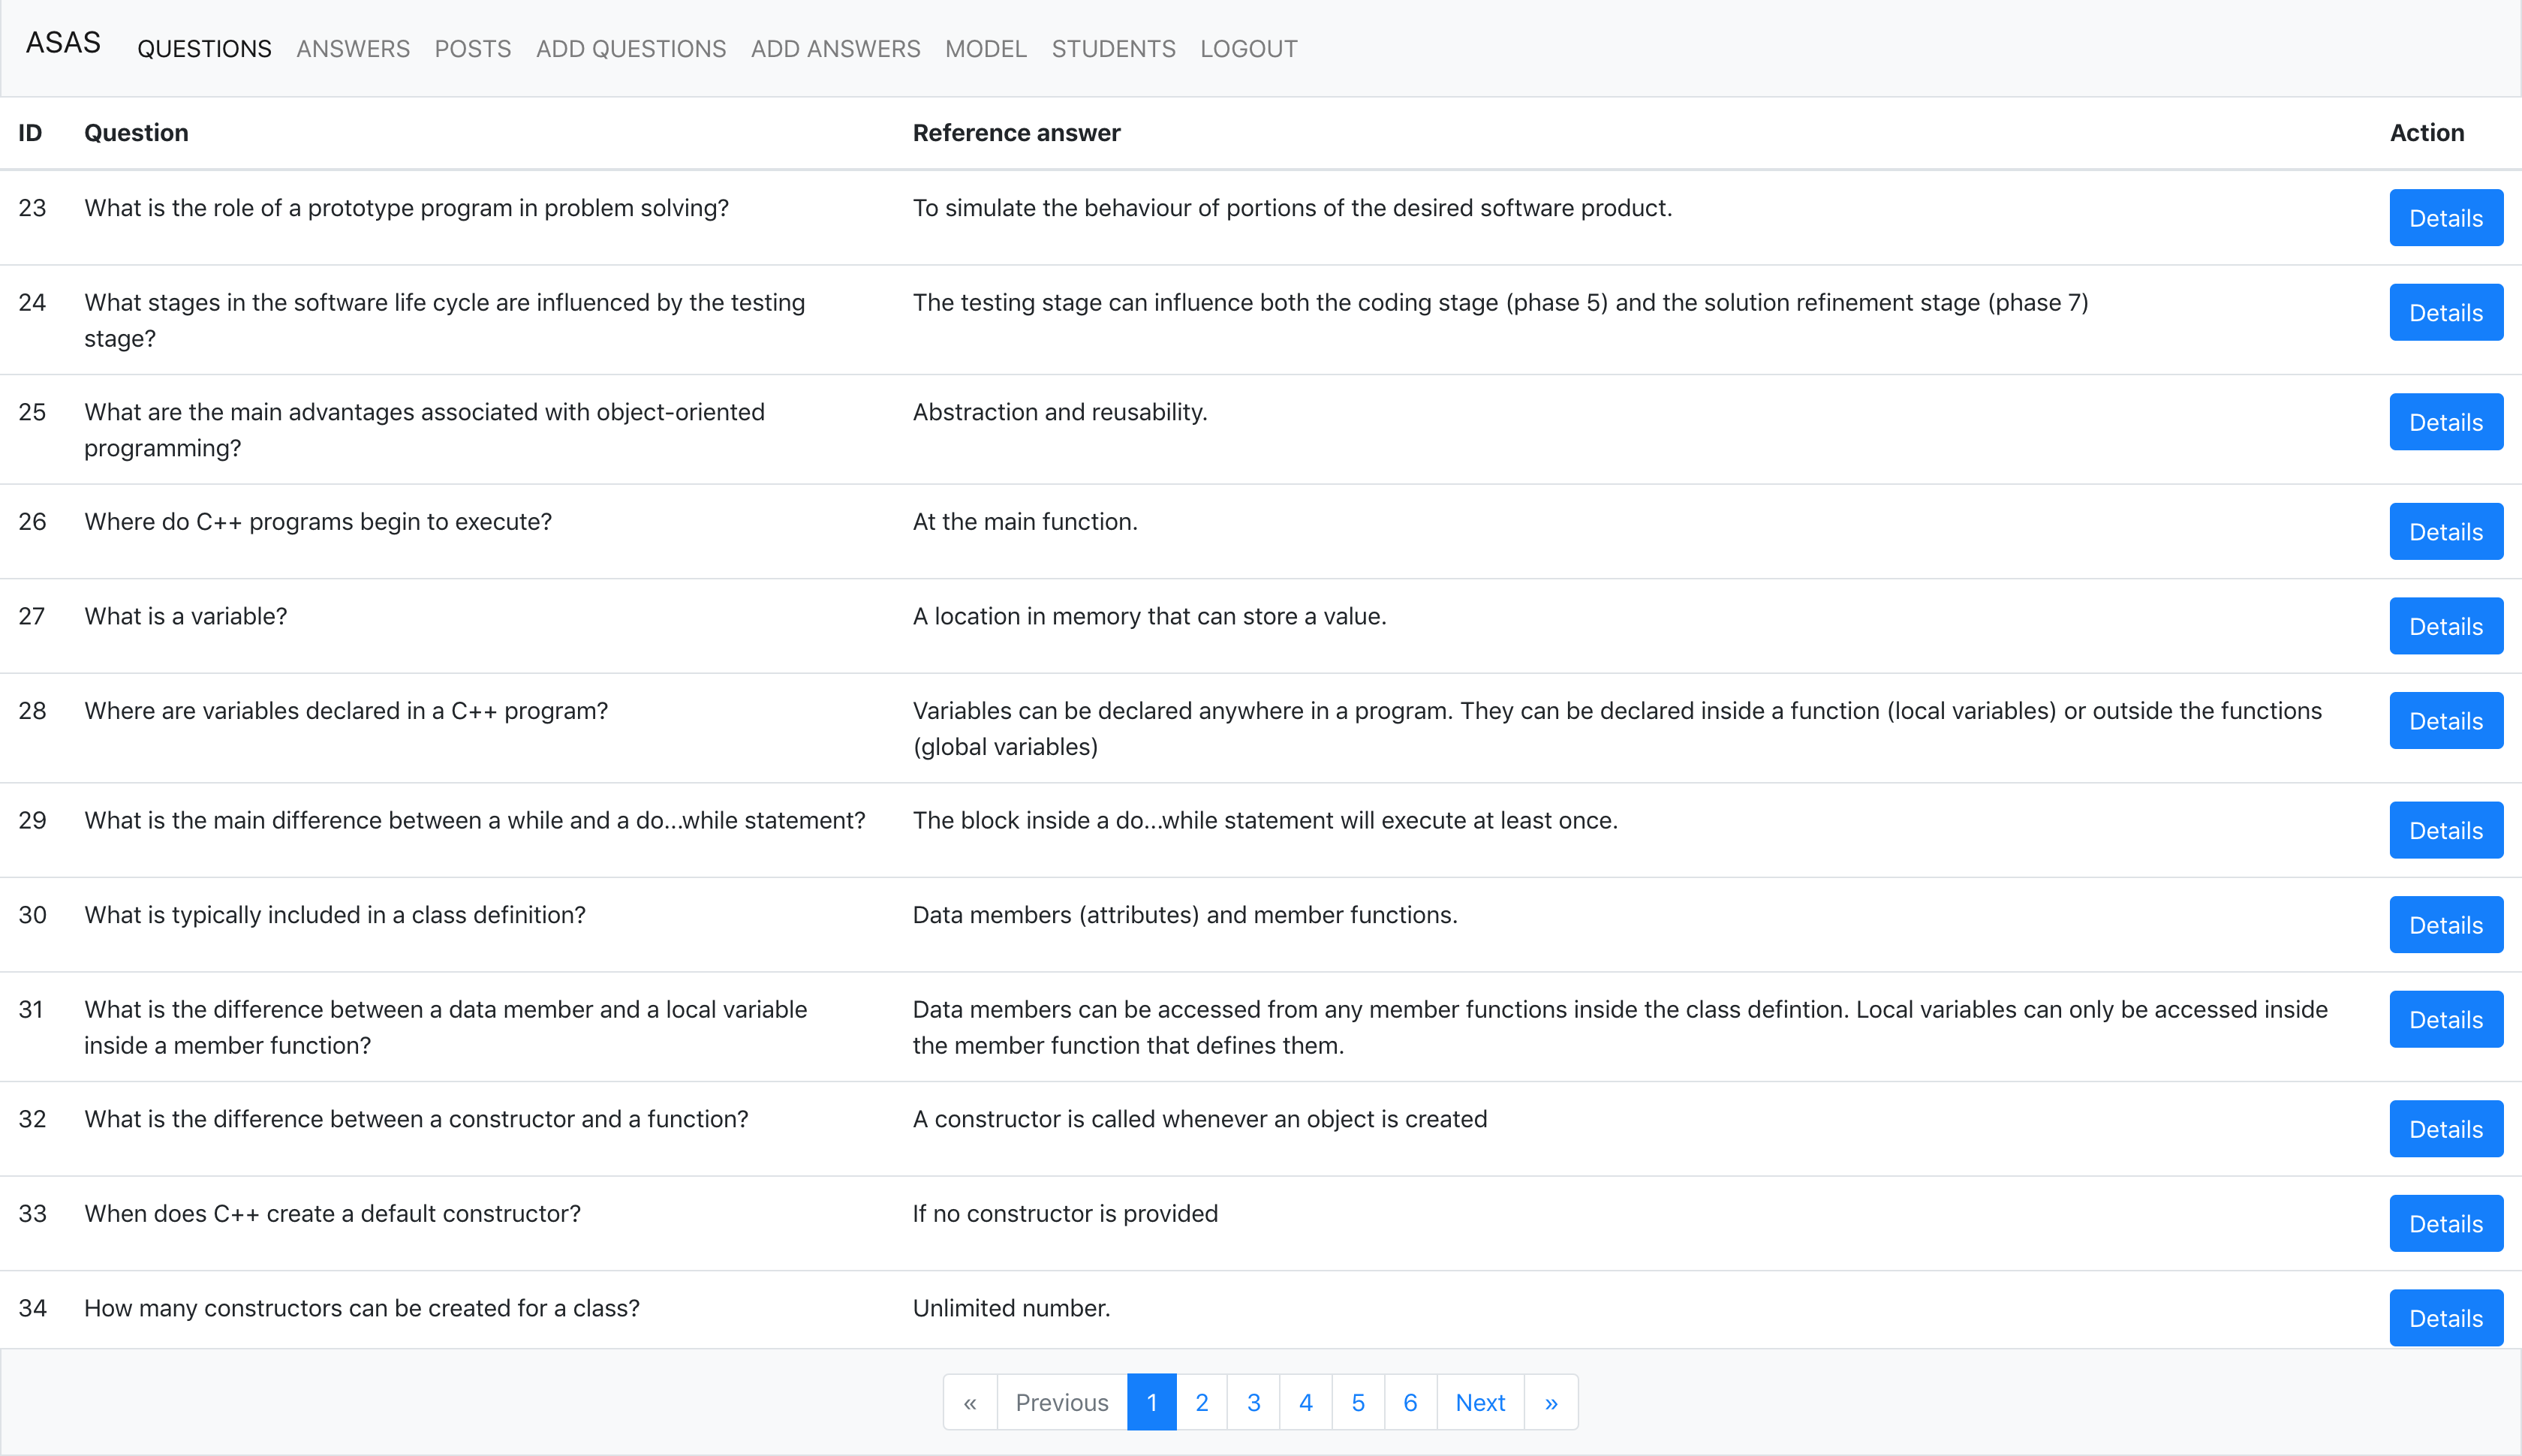 ASAS QUESTIONS ANSWERS POSTS ADD QUESTIONS ADD ANSWERS MODEL STUDENTS LOGOUT
ID Question Reference answer Action
23 What is the role of a prototype program in problem solving? To simulate the behaviour of portions of the desired software product. Details
24 What stages in the software life cycle are influenced by the testing The testing stage can influence both the coding stage (phase 5) and the solution refinement stage (phase 7) Details
stage?
25 What are the main advantages associated with object-oriented Abstraction and reusability. Details
programming?
26 Where do C++ programs begin to execute? At the main function. Details
27 What is a variable? A location in memory that can store a value. Details
28 Where are variables declared in a C++ program? Variables can be declared anywhere in a program. They can be declared inside a function (local variables) or outside the functions Details
(global variables)
29 What is the main difference between a while and a do...while statement? The block inside a do...while statement will execute at least once. Details
30 What is typically included in a class definition? Data members (attributes) and member functions. Details
31 What is the difference between a data member and a local variable Data members can be accessed from any member functions inside the class defintion. Local variables can only be accessed inside Details
inside a member function? the member function that defines them.
32 What is the difference between a constructor and a function? A constructor is called whenever an object is created Details
33 When does C++ create a default constructor? If no constructor is provided Details
34 How many constructors can be created for a class? Unlimited number. Details
« Previous 1 2 3 4 5 6 Next »